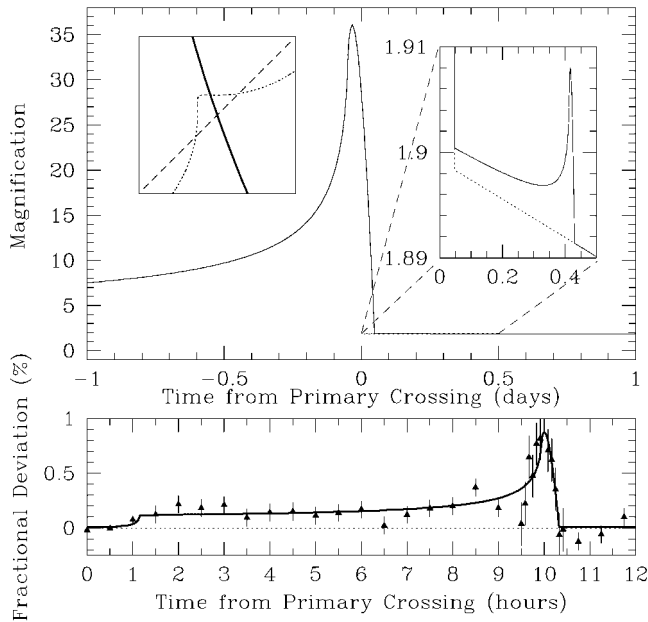 Magnification
35
30
25
20
15
10
5
0
1.91
1.9
1.89
0 0.2 0.4
−1 −0.5 0 0.5 1
Time from Primary Crossing (days)
Fractional Deviation (%)
1
0.5
0
0 1 2 3 4 5 6 7 8 9 10 11 12
Time from Primary Crossing (hours)